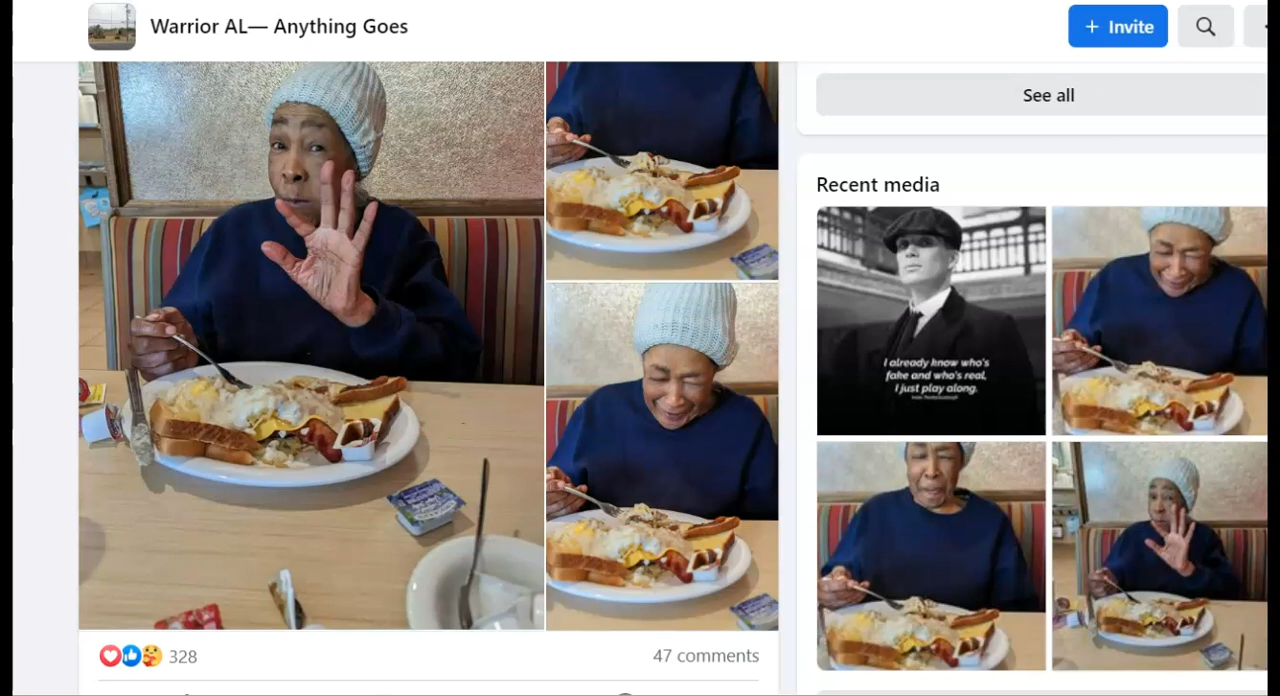 Warrior AL— Anything Goes
+ Invite
See all
Recent media
I already know who's
fake and who's real,
I just play along.
328
47 comments